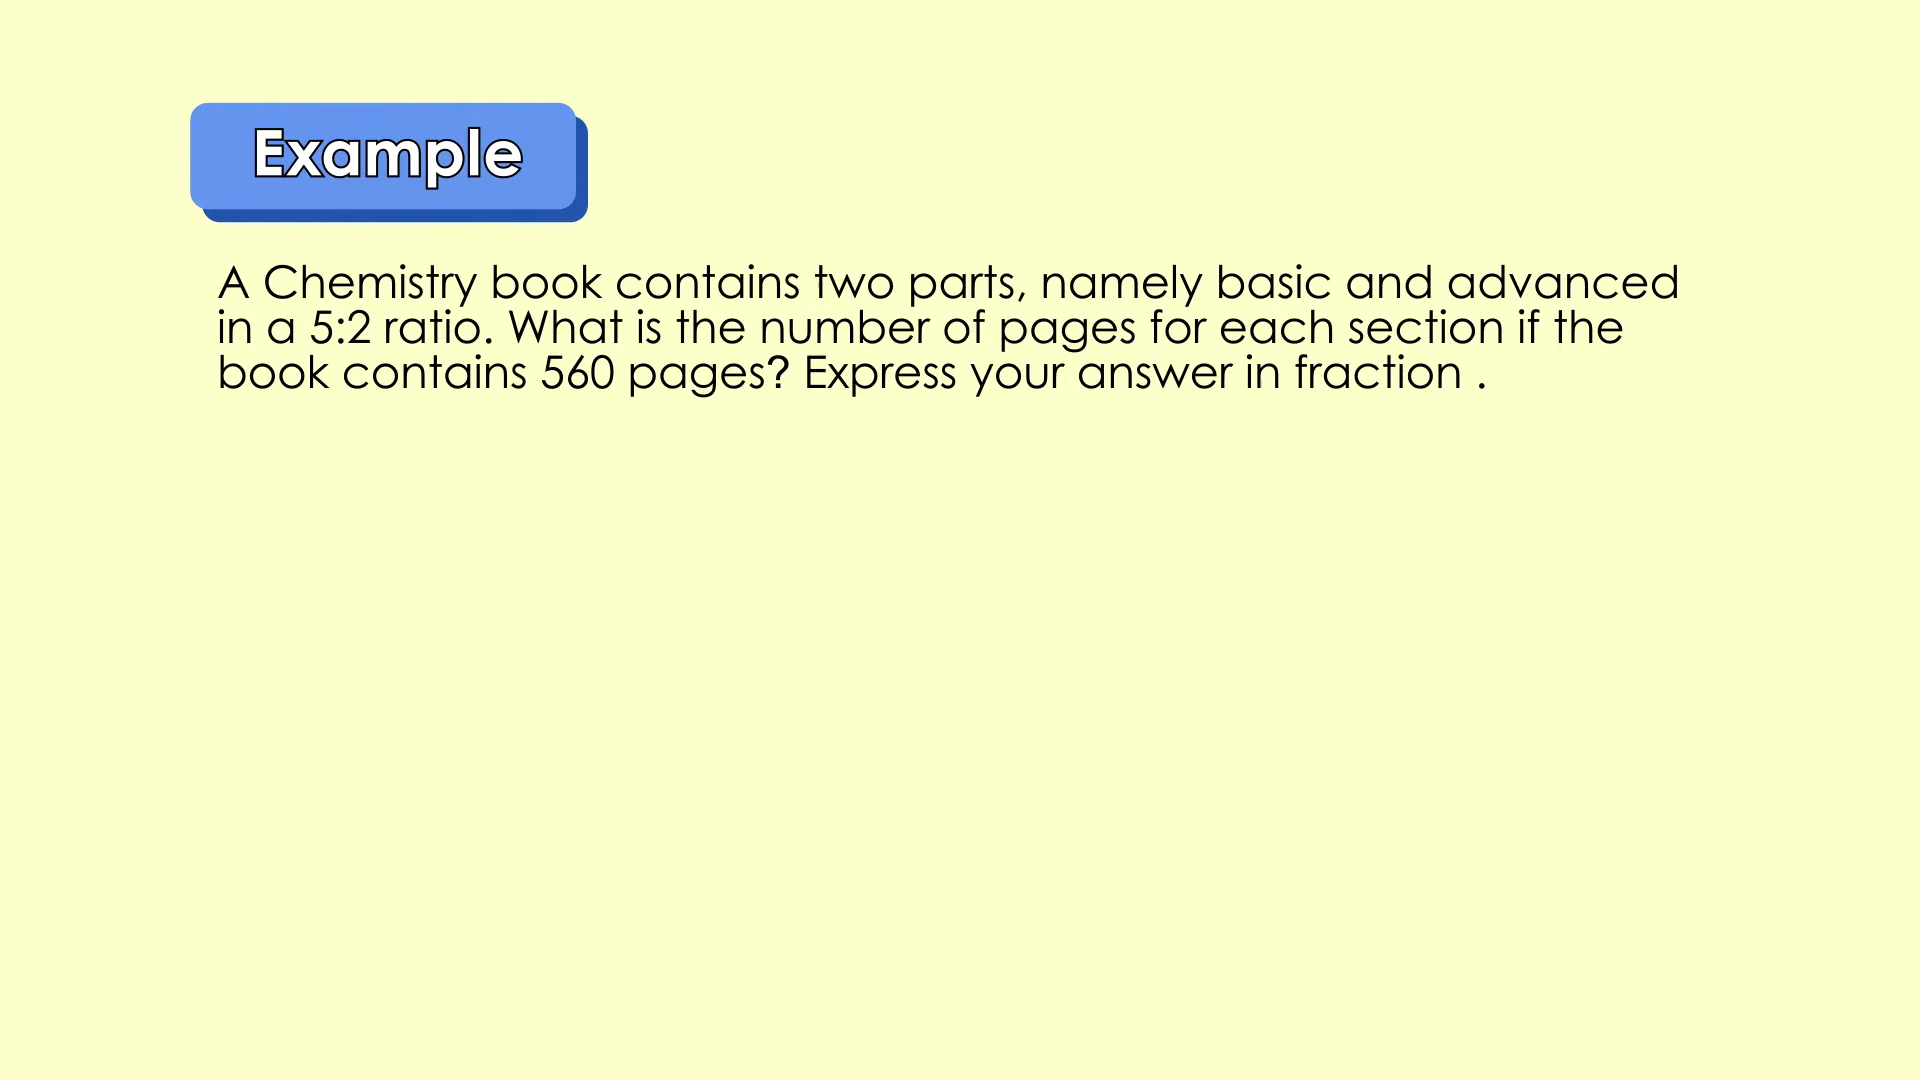 Example
A Chemistry book contains two parts, namely basic and advanced
in a 5:2 ratio. What is the number of pages for each section if the
book contains 560 pages? Express your answer in fraction .